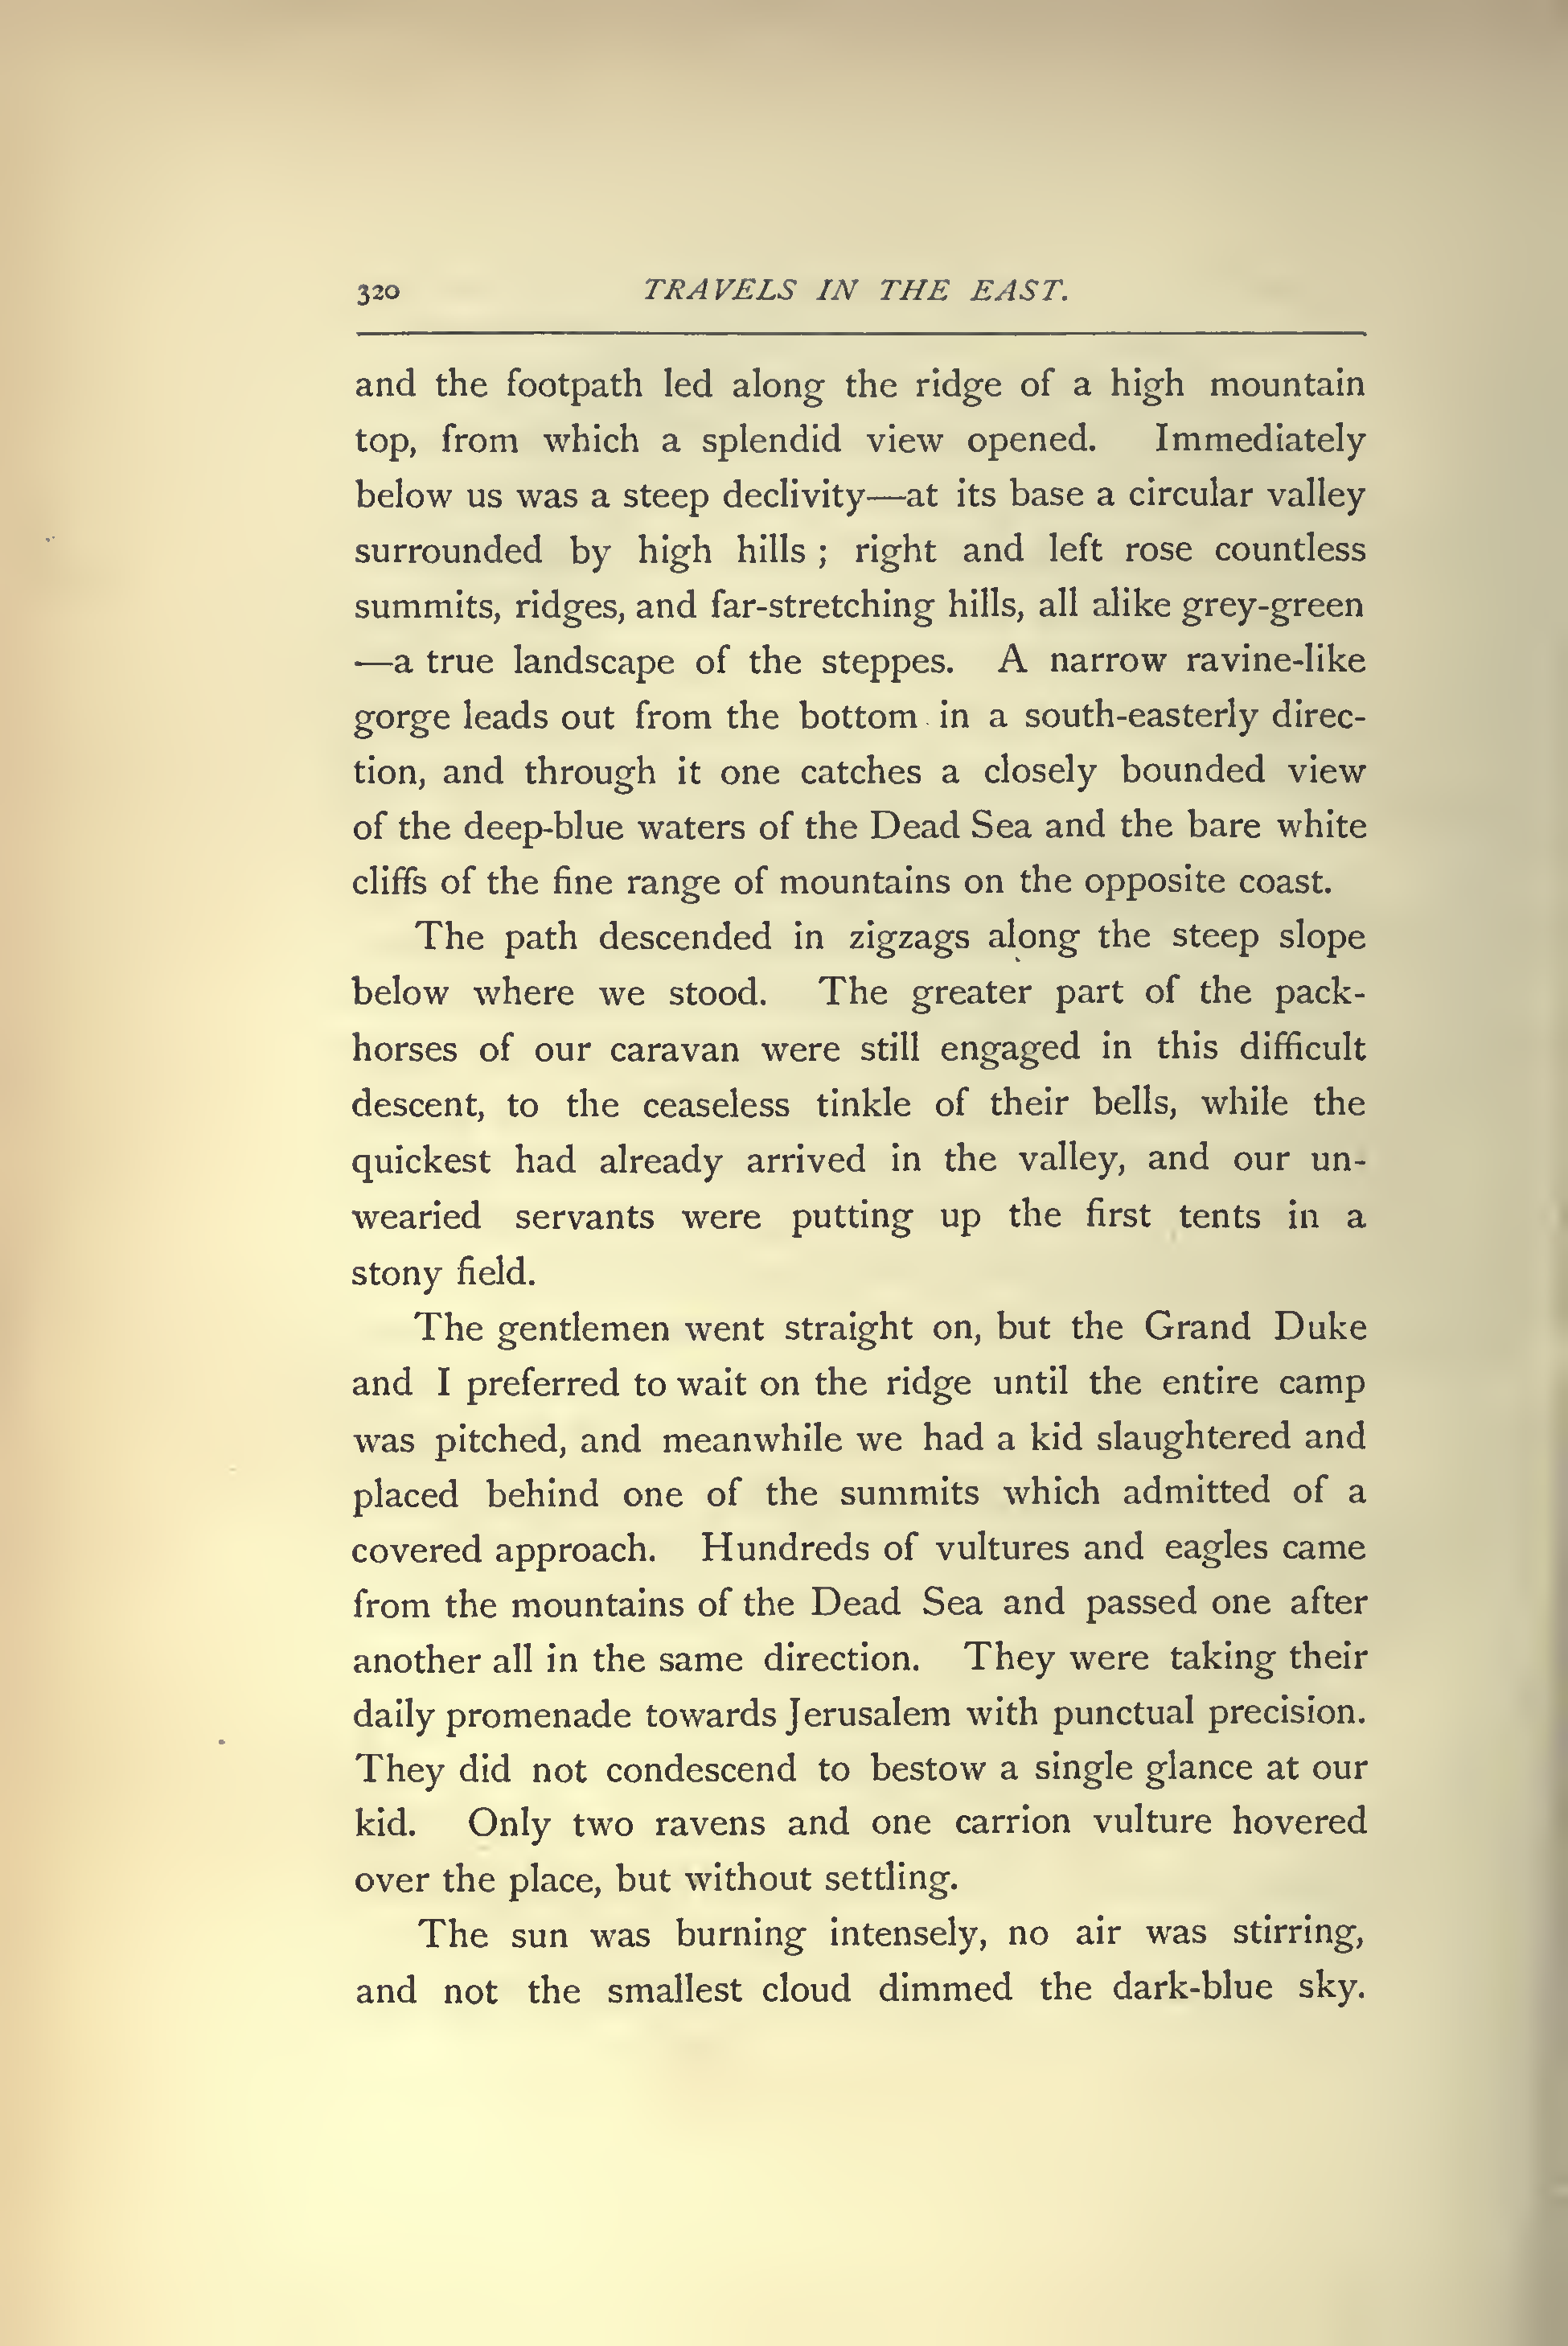 320 TRAVELS IN THE EAST.
and the footpath led along the ridge of a high mountain
top, from which a splendid view opened. Immediately
below us was a steep declivity—at its base a circular valley
surrounded by high hills ; right and left rose countless
summits, ridges, and far-stretching hills, all alike grey-green
—a true landscape of the steppes. A narrow ravine-like
gorge leads out from the bottom in a south-easterly direc-
tion, and through it one catches a closely bounded view
of the deep-blue waters of the Dead Sea and the bare white
cliffs of the fine range of mountains on the opposite coast.
The path descended in zigzags along the steep slope
below where we stood. The greater part of the pack-
horses of our caravan were still engaged in this difficult
descent, to the ceaseless tinkle of their bells, while the
quickest had already arrived in the valley, and our un-
wearied servants were putting up the first tents in a
stony field.
The gentlemen went straight on, but the Grand Duke
and I preferred to wait on the ridge until the entire camp
was pitched, and meanwhile we had a kid slaughtered and
placed behind one of the summits which admitted of a
covered approach. Hundreds of vultures and eagles came
from the mountains of the Dead Sea and passed one after
another all in the same direction. They were taking their
daily promenade towards Jerusalem with punctual precision.
They did not condescend to bestow a single glance at our
kid. Only two ravens and one carrion vulture hovered
over the place, but without settling.
The sun was burning intensely, no air was stirring,
and not the smallest cloud dimmed the dark-blue sky.